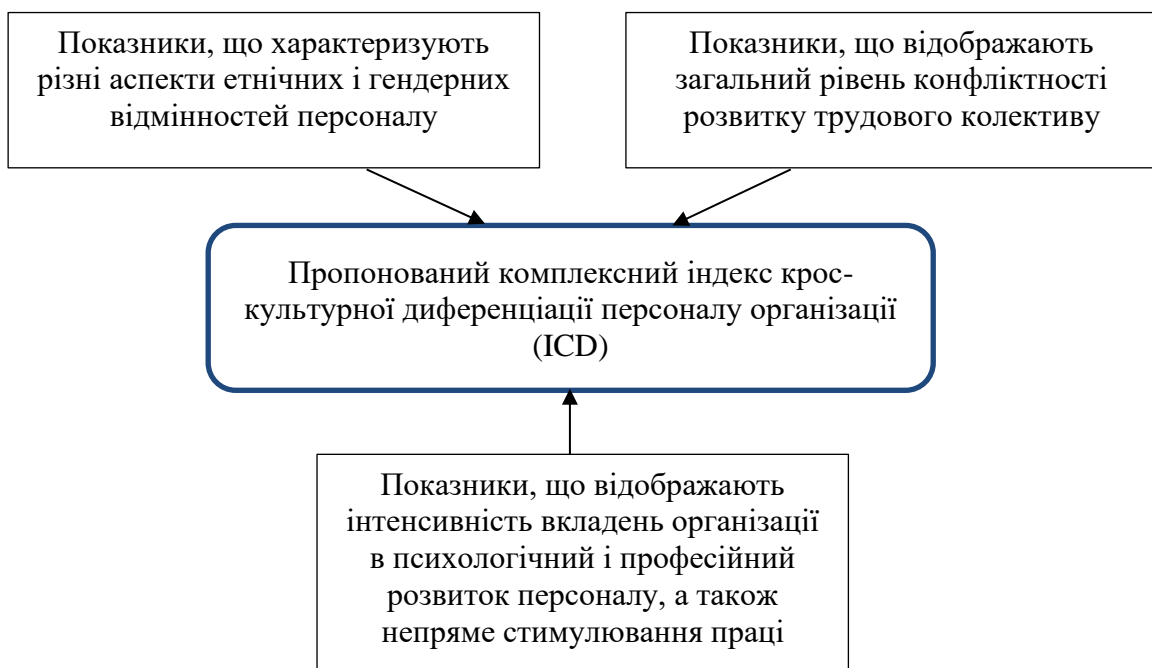 Показники, що характеризують
різні аспекти етнічних і гендерних
відмінностей персоналу
Показники, що відображають
загальний рівень конфліктності
розвитку трудового колективу
Пропонований комплексний індекс крос-
культурної диференціації персоналу організації
(ICD)
Показники, що відображають
інтенсивність вкладень організації
в психологічний і професійний
розвиток персоналу, а також
непряме стимулювання праці